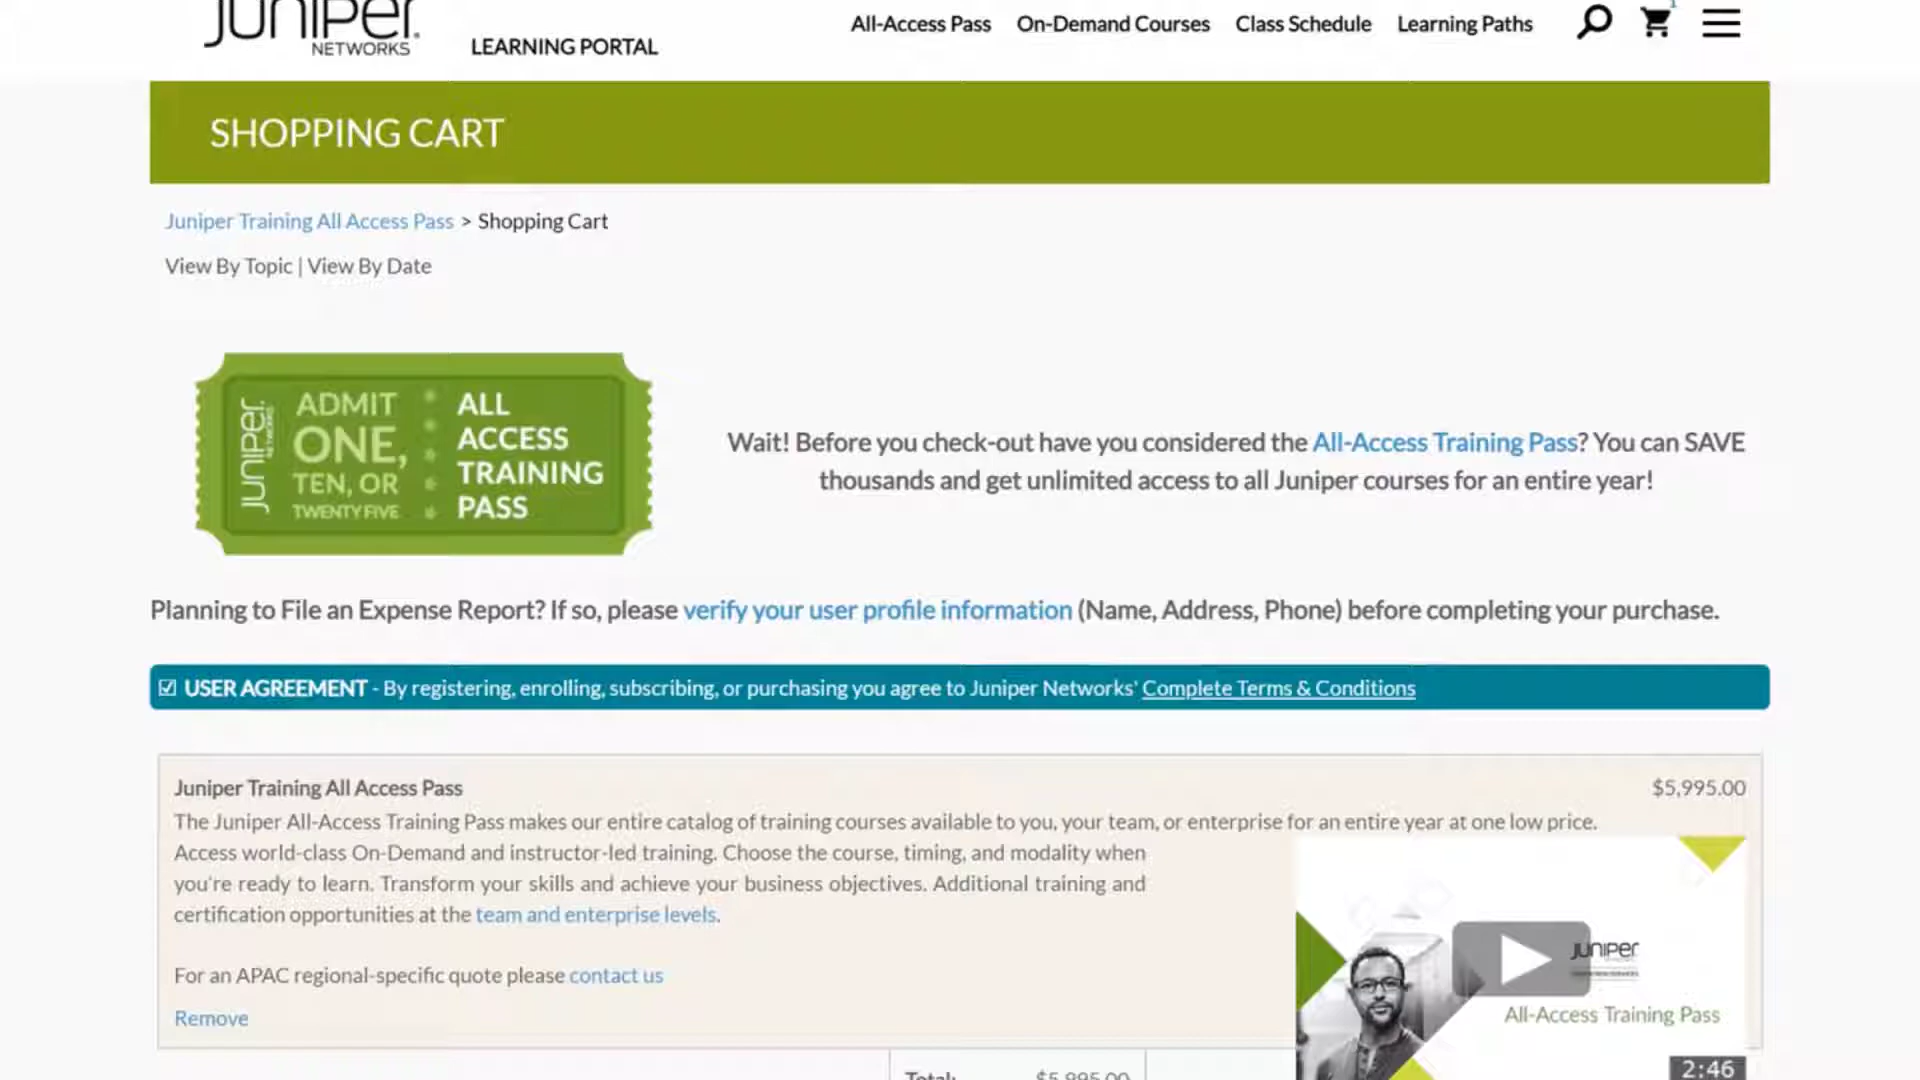 JUNIPER
NETWORKS
LEARNING PORTAL
All-Access Pass On-Demand Courses Class Schedule Learning Paths
1
SHOPPING CART
Juniper Training All Access Pass > Shopping Cart
View By Topic | View By Date
JUNIPER
NETWORKS
ADMIT
ONE,
TEN, OR
TWENTY FIVE
ALL
ACCESS
TRAINING
PASS
Wait! Before you check-out have you considered the All-Access Training Pass? You can SAVE
thousands and get unlimited access to all Juniper courses for an entire year!
Planning to File an Expense Report? If so, please verify your user profile information (Name, Address, Phone) before completing your purchase.
USER AGREEMENT - By registering, enrolling, subscribing, or purchasing you agree to Juniper Networks' Complete Terms & Conditions
Juniper Training All Access Pass $5,995.00
The Juniper All-Access Training Pass makes our entire catalog of training courses available to you, your team, or enterprise for an entire year at one low price.
Access world-class On-Demand and instructor-led training. Choose the course, timing, and modality when
you're ready to learn. Transform your skills and achieve your business objectives. Additional training and
certification opportunities at the team and enterprise levels.
For an APAC regional-specific quote please contact us
Remove
JUNIPER
All-Access Training Pass
2:46
Total: $5,995.00